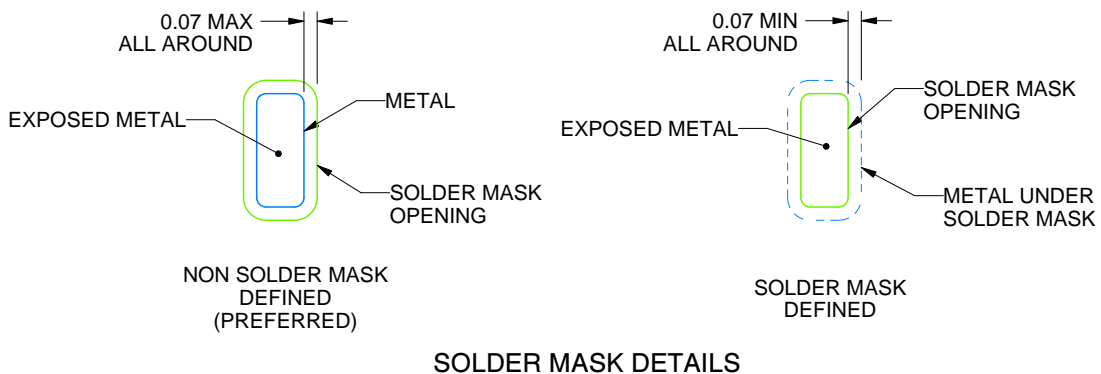 0.07 MAX
ALL AROUND
METAL
EXPOSED METAL
SOLDER MASK
OPENING
NON SOLDER MASK
DEFINED
(PREFERRED)
0.07 MIN
ALL AROUND
SOLDER MASK
OPENING
EXPOSED METAL
METAL UNDER
SOLDER MASK
SOLDER MASK
DEFINED
SOLDER MASK DETAILS